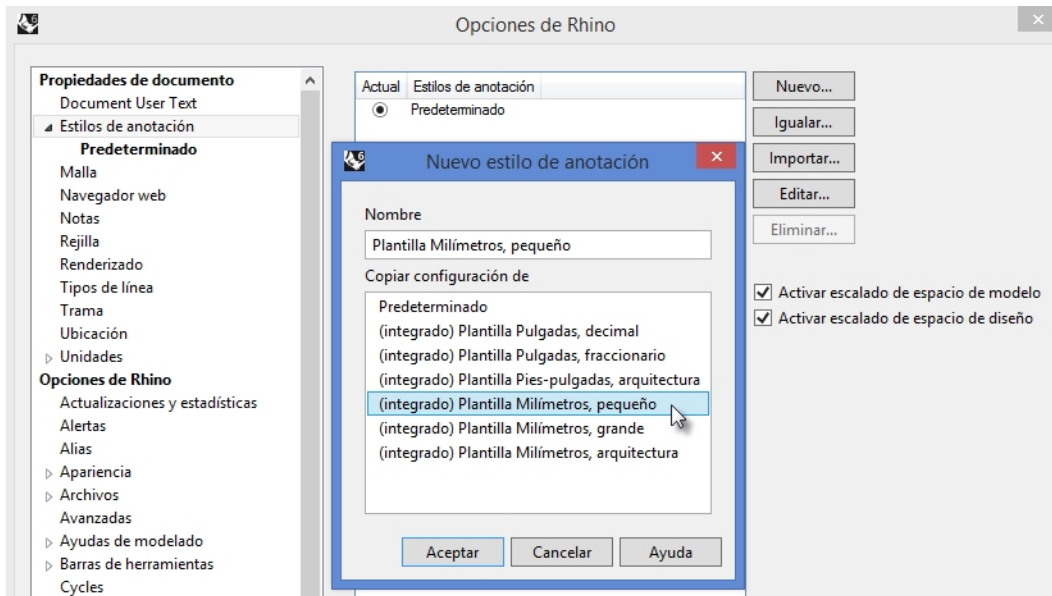 Opciones de Rhino
Propiedades de documento
Document User Text
Estilos de anotación
Predeterminado
Malla
Navegador web
Notas
Rejilla
Renderizado
Tipos de línea
Trama
Ubicación
Unidades
Opciones de Rhino
Actualizaciones y estadísticas
Alertas
Alias
Apariencia
Archivos
Avanzadas
Ayudas de modelado
Barras de herramientas
Cycles
Actual Estilos de anotación
Predeterminado
Nuevo estilo de anotación
Nombre
Plantilla Milímetros, pequeño
Copiar configuración de
Predeterminado
(integrado) Plantilla Pulgadas, decimal
(integrado) Plantilla Pulgadas, fraccionario
(integrado) Plantilla Pies-pulgadas, arquitectura
(integrado) Plantilla Milímetros, pequeño
(integrado) Plantilla Milímetros, grande
(integrado) Plantilla Milímetros, arquitectura
Aceptar Cancelar Ayuda
Nuevo...
Igualar...
Importar...
Editar...
Eliminar...
Activar escalado de espacio de modelo
Activar escalado de espacio de diseño